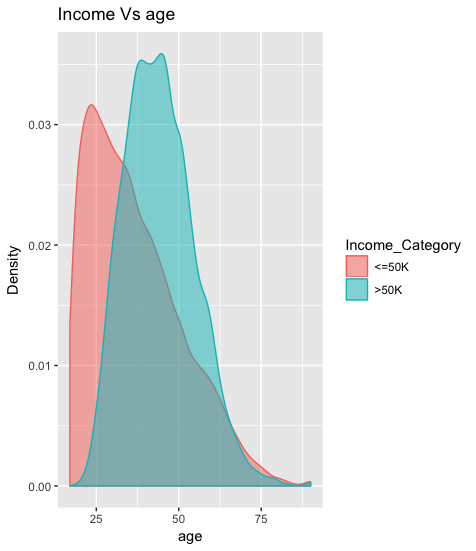 Income Vs age
0.03
0.02
0.01
0.00
Density
25 50 75
age
Income_Category
<=50K
>50K